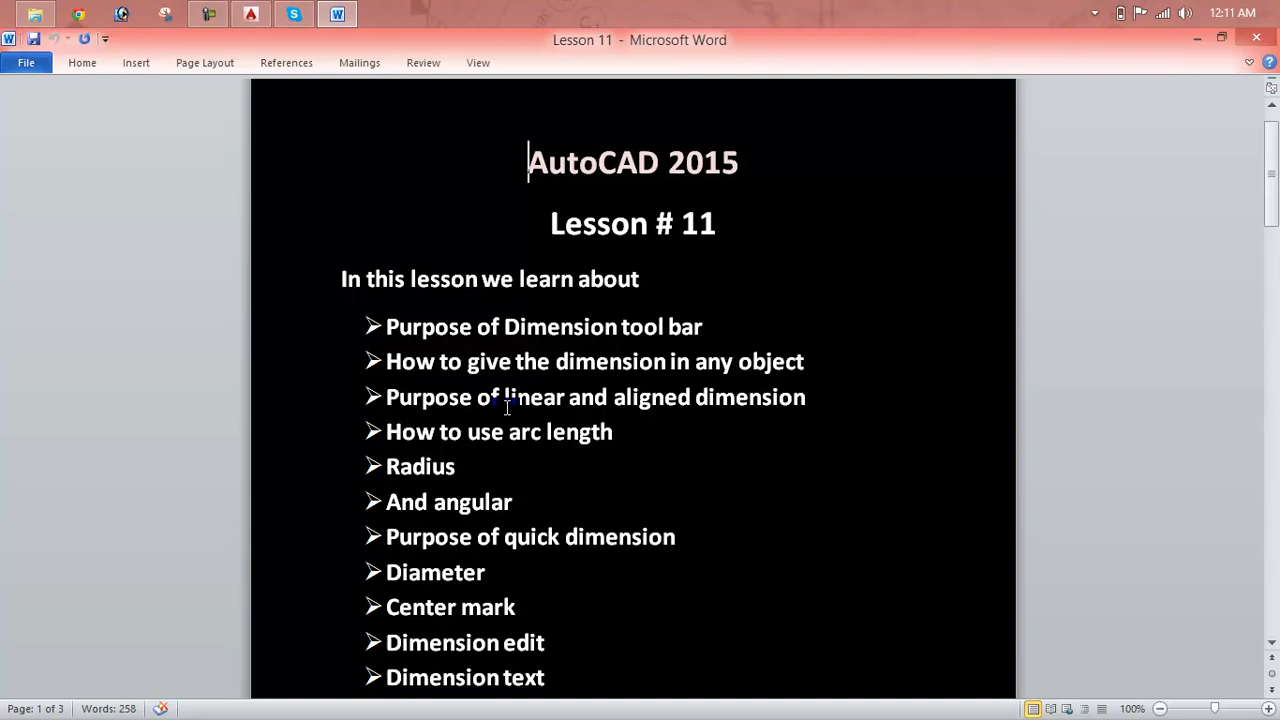 12:11 AM
Lesson 11 - Microsoft Word
File Home Insert Page Layout References Mailings Review View
AutoCAD 2015
Lesson # 11
In this lesson we learn about
Purpose of Dimension tool bar
How to give the dimension in any object
Purpose of linear and aligned dimension
How to use arc length
Radius
And angular
Purpose of quick dimension
Diameter
Center mark
Dimension edit
Dimension text
Page: 1 of 3 Words: 258 100%